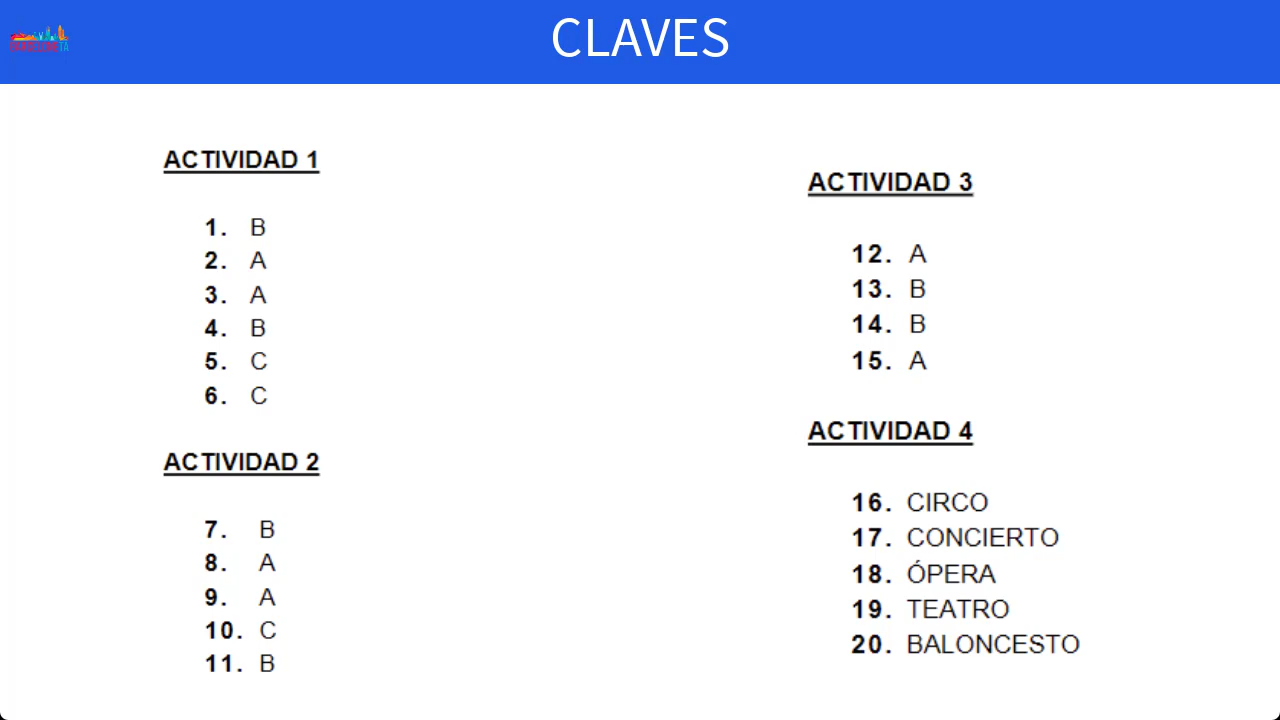 CLAVES
ACTIVIDAD 1
1. B
2. A
3. A
4. B
5. C
6. C
ACTIVIDAD 2
7. B
8. A
9. A
10. C
11. B
ACTIVIDAD 3
12. A
13. B
14. B
15. A
ACTIVIDAD 4
16. CIRCO
17. CONCIERTO
18. ÓPERA
19. TEATRO
20. BALONCESTO